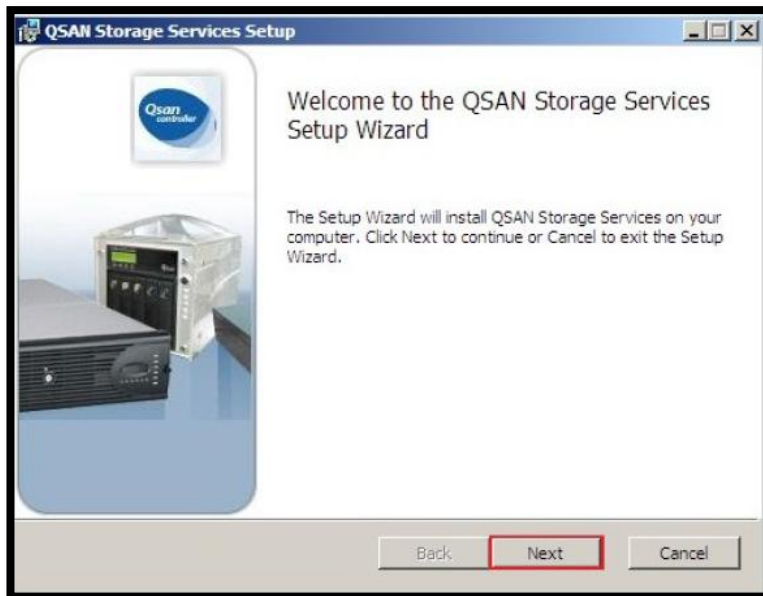 QSAN Storage Services Setup
Qsan
controller
Welcome to the QSAN Storage Services
Setup Wizard
The Setup Wizard will install QSAN Storage Services on your
computer. Click Next to continue or Cancel to exit the Setup
Wizard.
Back
Next
Cancel